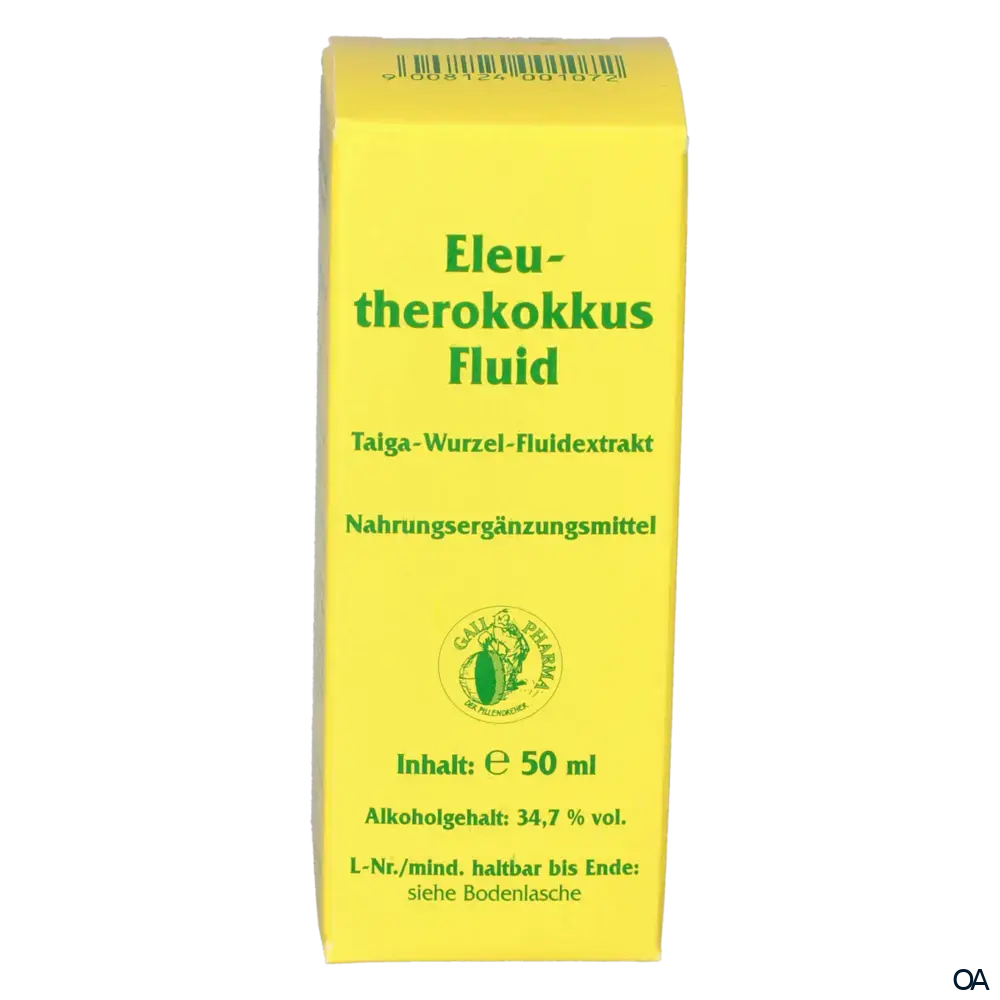 9 008124 001072
Eleu-
therokokkus
Fluid
Taiga-Wurzel-Fluidextrakt
Nahrungsergänzungsmittel
GALL PHARMA
DER PILLENDREHER
Inhalt: ℮ 50 ml
Alkoholgehalt: 34,7 % vol.
L-Nr./mind. haltbar bis Ende:
siehe Bodenlasche
OA